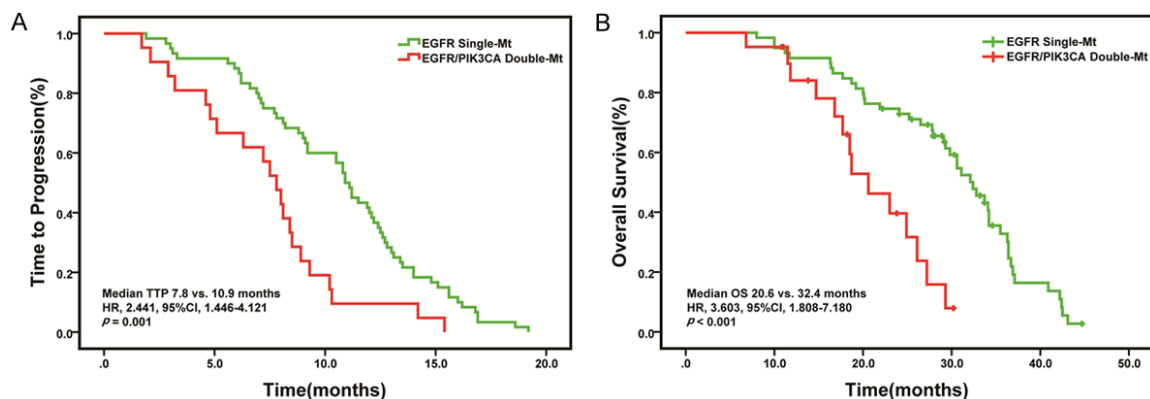 A
EGFR Single-Mt
EGFR/PIK3CA Double-Mt
Time to Progression(%)
1.0
0.8
0.6
0.4
0.2
0.0
Median TTP 7.8 vs. 10.9 months
HR, 2.441, 95%CI, 1.446-4.121
p = 0.001
.0 5.0 10.0 15.0 20.0
Time(months)
B
EGFR Single-Mt
EGFR/PIK3CA Double-Mt
Overall Survival(%)
1.0
0.8
0.6
0.4
0.2
0.0
Median OS 20.6 vs. 32.4 months
HR, 3.603, 95%CI, 1.808-7.180
p < 0.001
.0 10.0 20.0 30.0 40.0 50.0
Time(months)